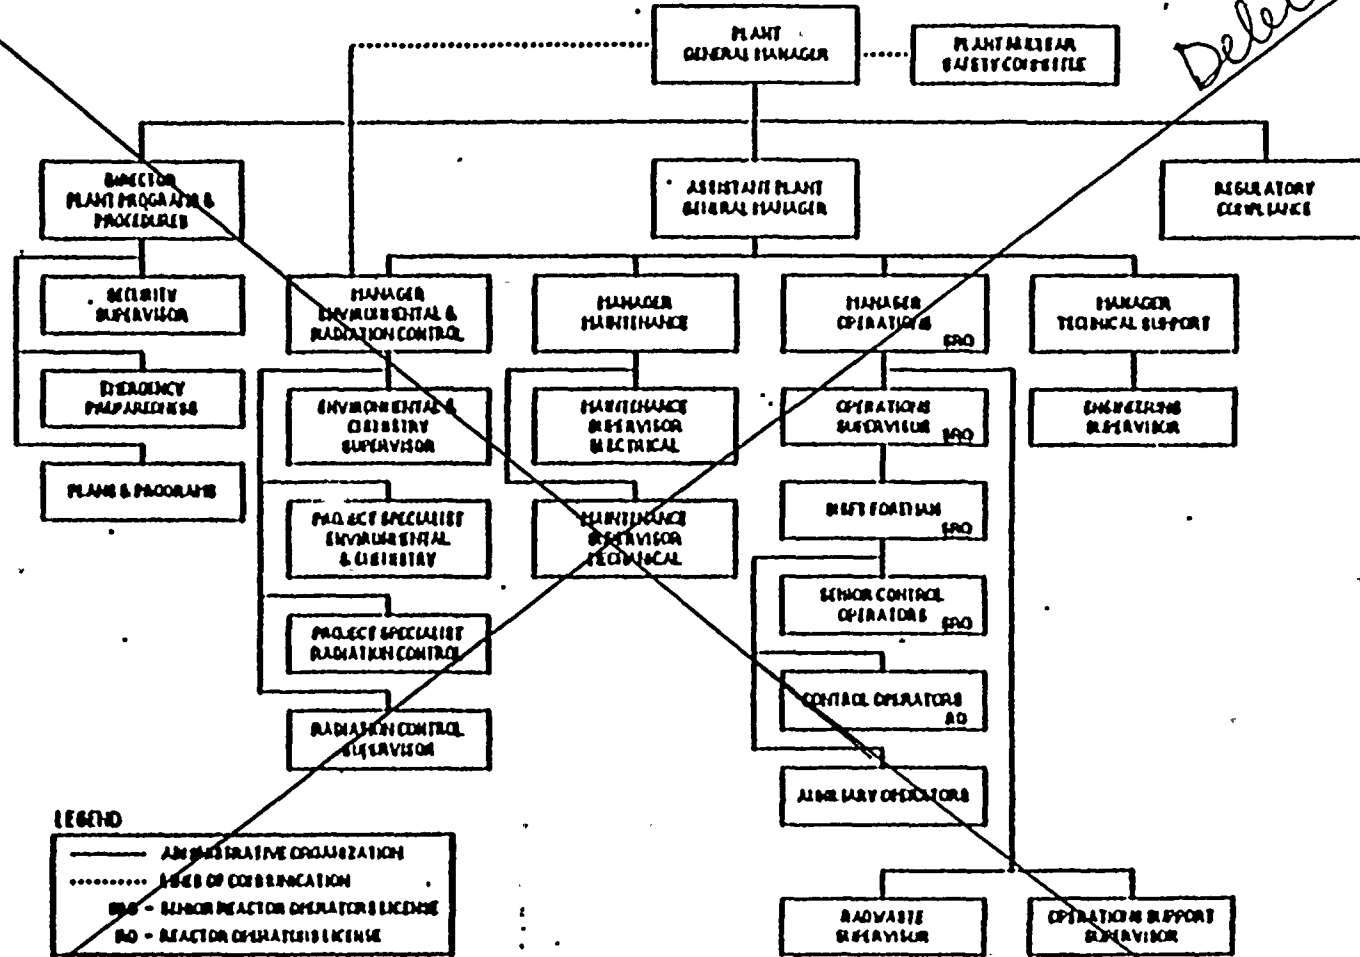 PLANT
GENERAL MANAGER
PLANT NUCLEAR
SAFETY COMMITTEE
DIRECTOR
PLANT PROGRAMS &
PROCEDURES
ASSISTANT PLANT
GENERAL MANAGER
REGULATORY
COMPLIANCE
SECURITY
SUPERVISOR
MANAGER
ENVIRONMENTAL &
RADIATION CONTROL
MANAGER
MAINTENANCE
MANAGER
OPERATIONS
SRO
MANAGER
TECHNICAL SUPPORT
EMERGENCY
PREPAREDNESS
ENVIRONMENTAL &
CHEMISTRY
SUPERVISOR
MAINTENANCE
SUPERVISOR
ELECTRICAL
OPERATIONS
SUPERVISOR
SRO
ENGINEERING
SUPERVISOR
PLANS & PROGRAMS
PROJECT SPECIALIST
ENVIRONMENTAL
& CHEMISTRY
MAINTENANCE
SUPERVISOR
MECHANICAL
SHIFT FOREMAN
SRO
SENIOR CONTROL
OPERATORS
SRO
PROJECT SPECIALIST
RADIATION CONTROL
CONTROL OPERATORS
RO
RADIATION CONTROL
SUPERVISOR
AUXILIARY OPERATORS
LEGEND
ADMINISTRATIVE ORGANIZATION
LINES OF COMMUNICATION
SRO - SENIOR REACTOR OPERATORS LICENSE
RO - REACTOR OPERATORS LICENSE
RADWASTE
SUPERVISOR
OPERATIONS SUPPORT
SUPERVISOR